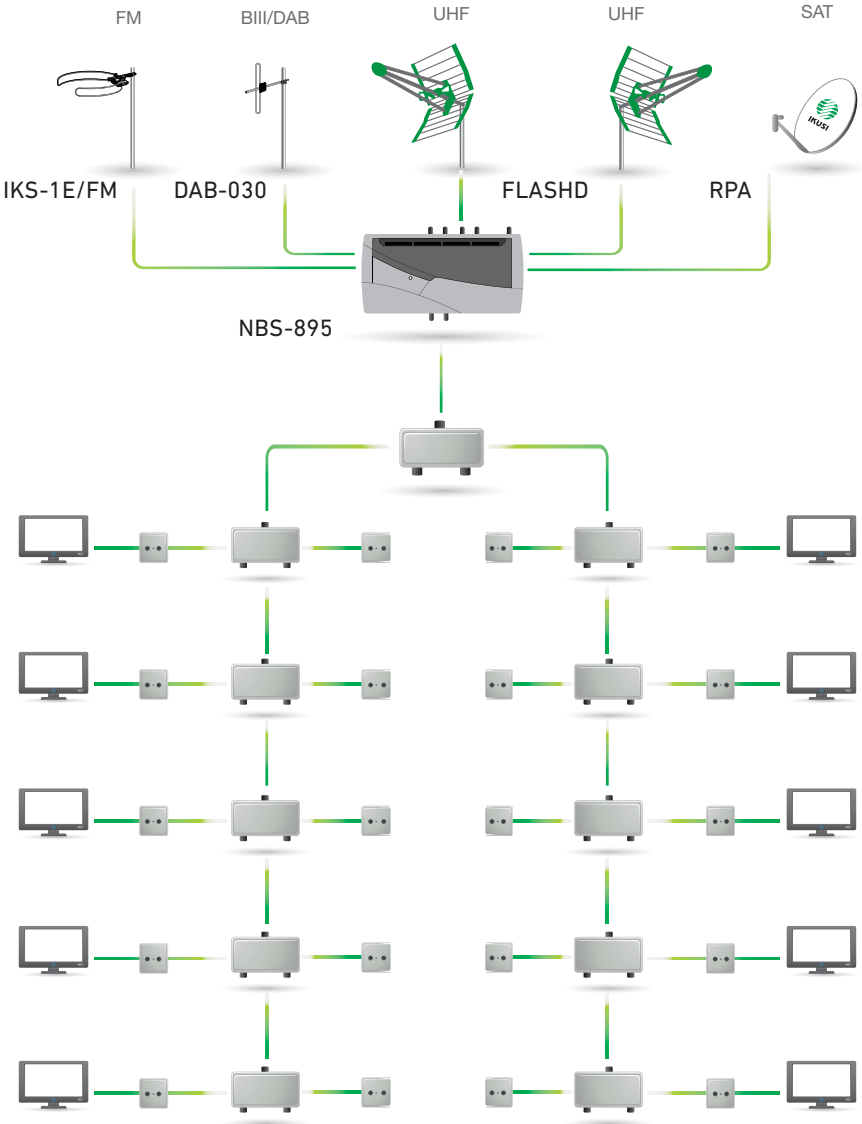 FM
BIII/DAB
UHF
UHF
SAT
IKUSI
IKS-1E/FM
DAB-030
FLASHD
RPA
NBS-895